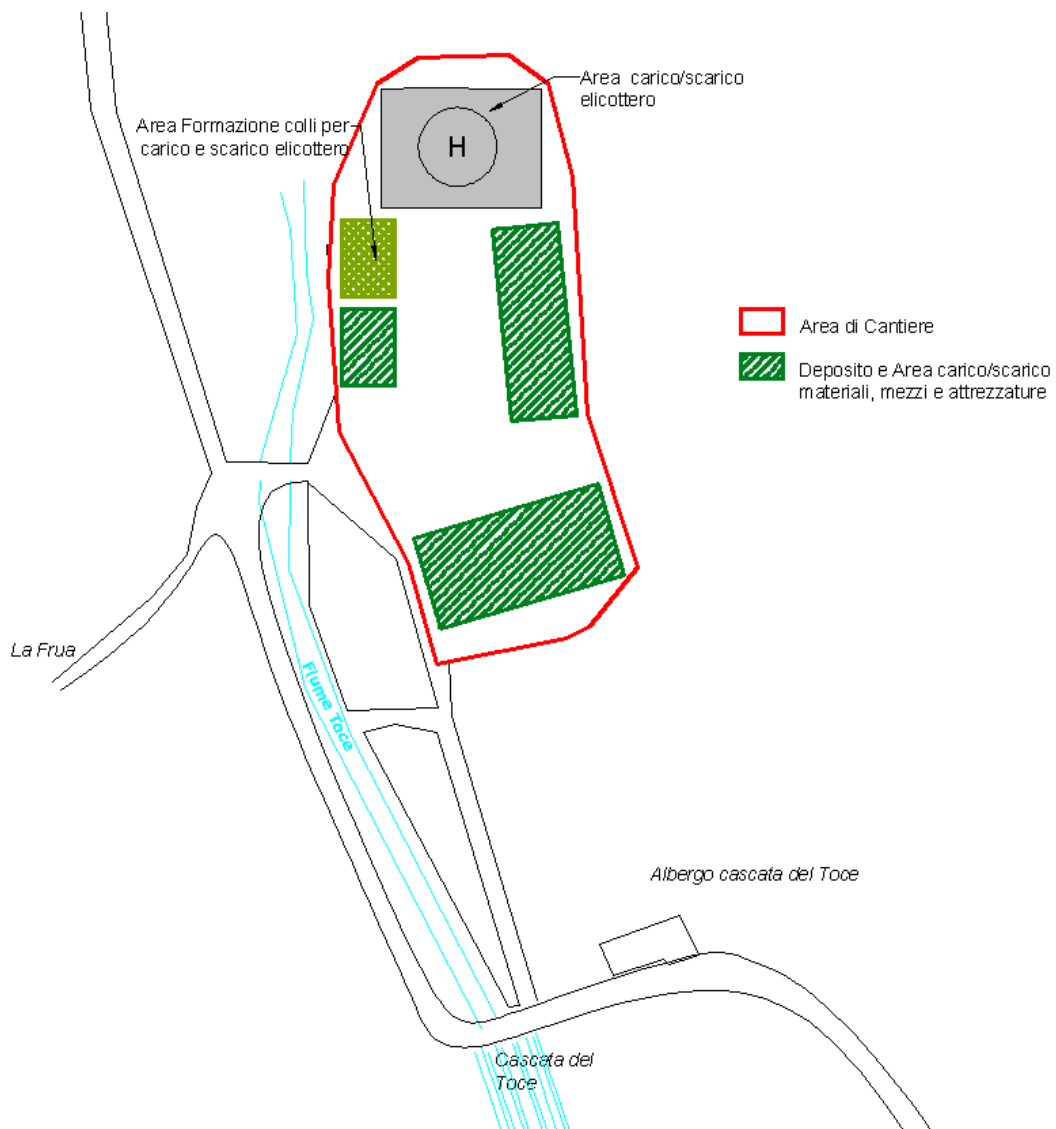 Area carico/scarico
elicottero
Area Formazione colli per
carico e scarico elicottero
H
Area di Cantiere
Deposito e Area carico/scarico
materiali, mezzi e attrezzature
La Frua
Fiume Toce
Albergo cascata del Toce
Cascata del
Toce